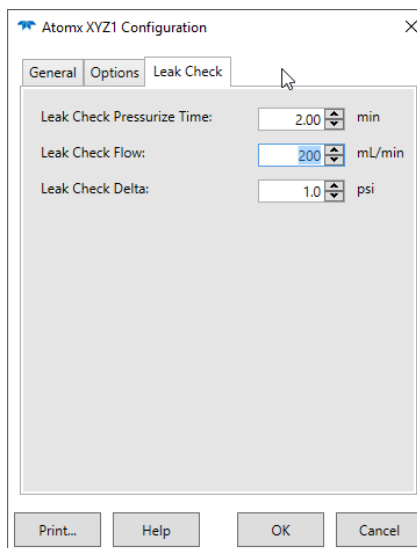 Atomx XYZ1 Configuration
General Options Leak Check
Leak Check Pressurize Time: 2.00 min
Leak Check Flow: 200 mL/min
Leak Check Delta: 1.0 psi
Print... Help OK Cancel